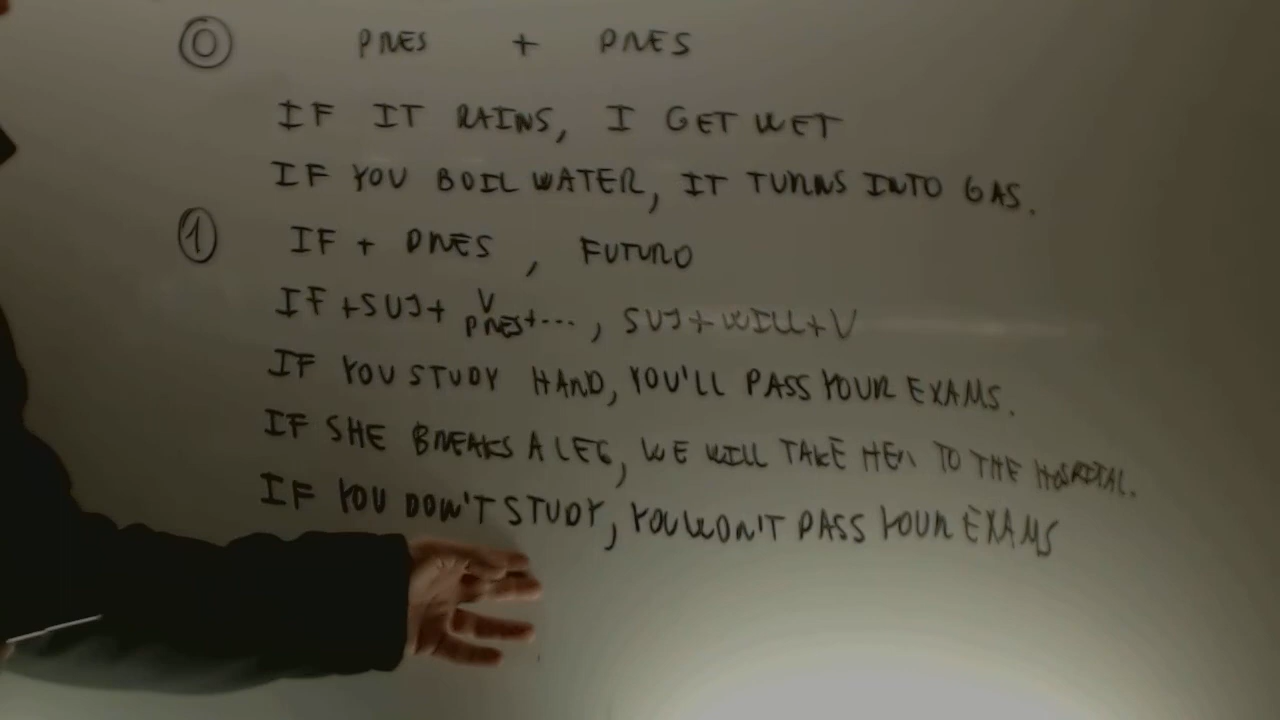 0 PRES + PRES
IF IT RAINS, I GET WET
IF YOU BOIL WATER, IT TURNS INTO GAS.
1 IF + PRES, FUTURO
IF + SUJ + V PRES + ..., SUJ + WILL + V
IF YOU STUDY HARD, YOU'LL PASS YOUR EXAMS.
IF SHE BREAKS A LEG, WE WILL TAKE HER TO THE HOSPITAL.
IF YOU DON'T STUDY, YOU WON'T PASS YOUR EXAMS